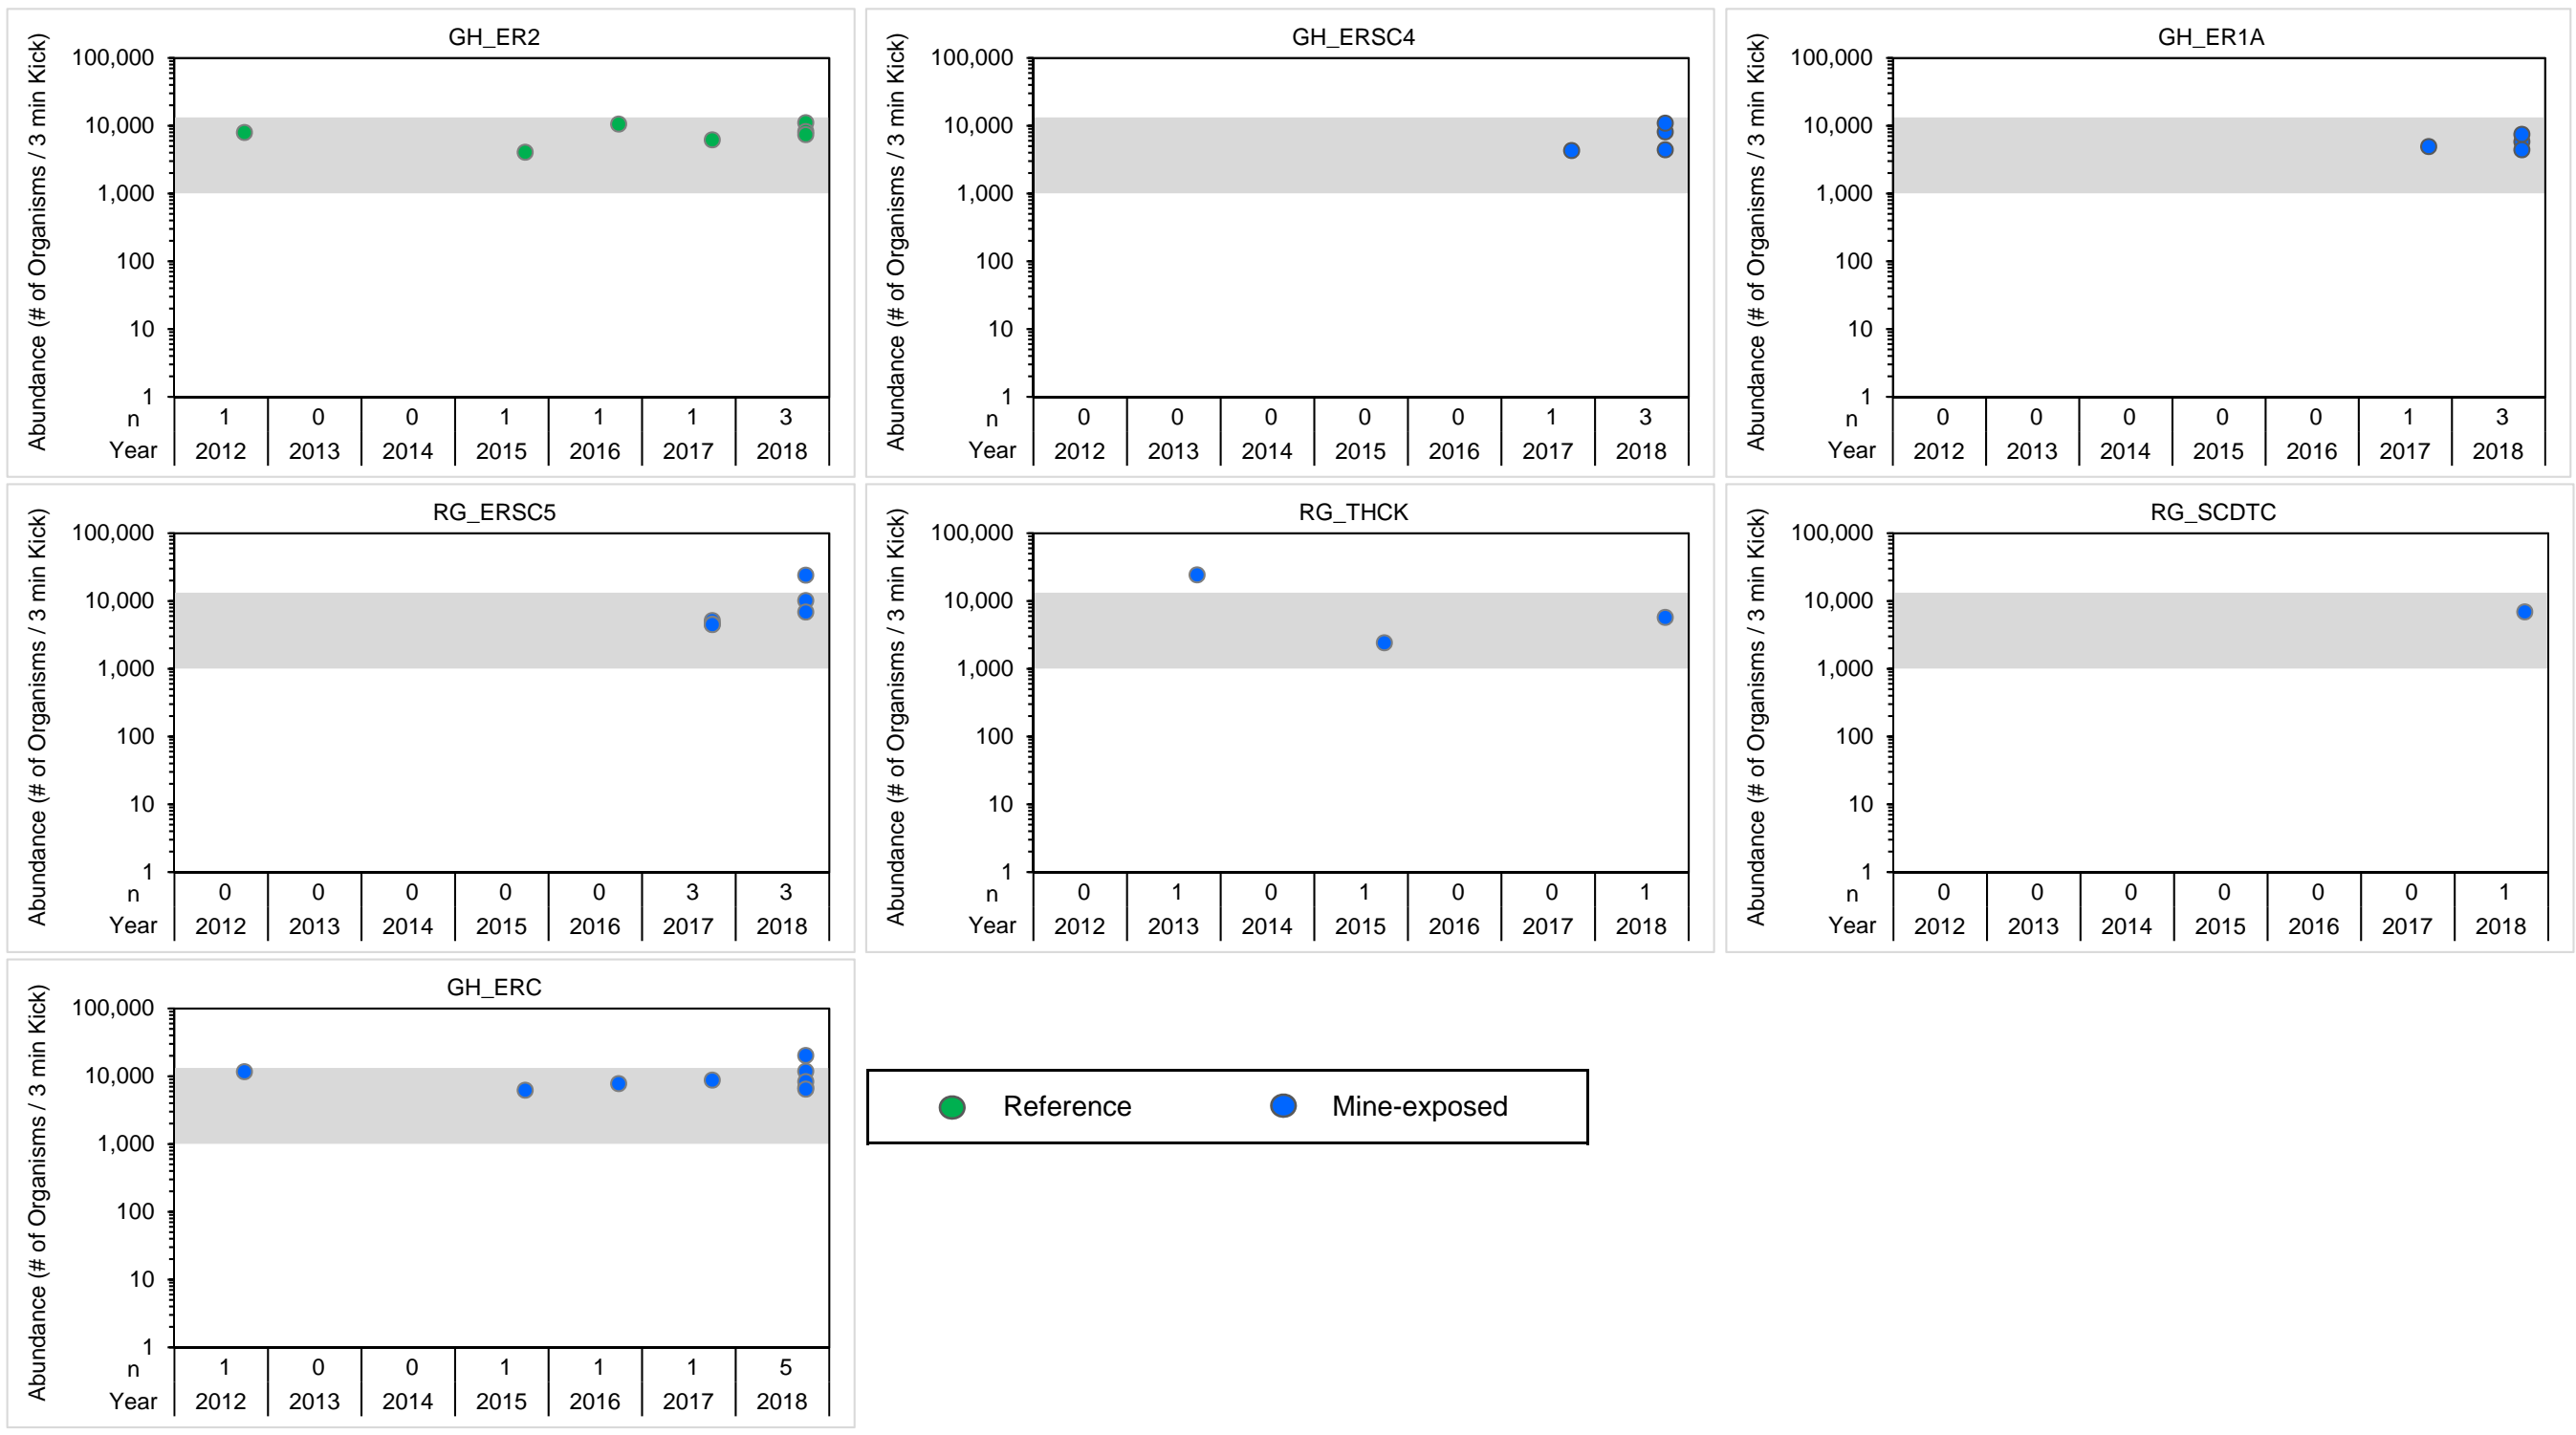 GH_ER2
Abundance (# of Organisms / 3 min Kick)
100,000
10,000
1,000
100
10
1
n 1 0 0 1 1 1 3
Year 2012 2013 2014 2015 2016 2017 2018
GH_ERSC4
Abundance (# of Organisms / 3 min Kick)
100,000
10,000
1,000
100
10
1
n 0 0 0 0 0 1 3
Year 2012 2013 2014 2015 2016 2017 2018
GH_ER1A
Abundance (# of Organisms / 3 min Kick)
100,000
10,000
1,000
100
10
1
n 0 0 0 0 0 1 3
Year 2012 2013 2014 2015 2016 2017 2018
RG_ERSC5
Abundance (# of Organisms / 3 min Kick)
100,000
10,000
1,000
100
10
1
n 0 0 0 0 0 3 3
Year 2012 2013 2014 2015 2016 2017 2018
RG_THCK
Abundance (# of Organisms / 3 min Kick)
100,000
10,000
1,000
100
10
1
n 0 1 0 1 0 0 1
Year 2012 2013 2014 2015 2016 2017 2018
RG_SCDTC
Abundance (# of Organisms / 3 min Kick)
100,000
10,000
1,000
100
10
1
n 0 0 0 0 0 0 1
Year 2012 2013 2014 2015 2016 2017 2018
GH_ERC
Abundance (# of Organisms / 3 min Kick)
100,000
10,000
1,000
100
10
1
n 1 0 0 1 1 1 5
Year 2012 2013 2014 2015 2016 2017 2018
Reference Mine-exposed